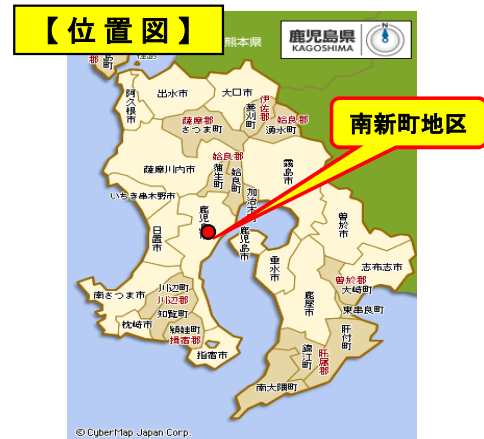 【位置図】
熊本県
鹿児島県
KAGOSHIMA
N
南新町地区
郡
島町
阿久根市
出水市
大口市
伊佐郡
菱刈町
薩摩郡
さつま町
姶良郡
湧水町
薩摩川内市
姶良郡
蒲生町
姶良町
霧島市
加治木町
いちき串木野市
日置市
鹿児
鹿児島市
曽於市
垂水市
志布志市
曽於郡
大崎町
鹿屋市
東串良町
南さつま市
川辺町
川辺郡
知覧町
枕崎市
頴娃町
揖宿郡
指宿市
錦江町
肝属郡
肝付町
南大隅町
© CyberMap Japan Corp.